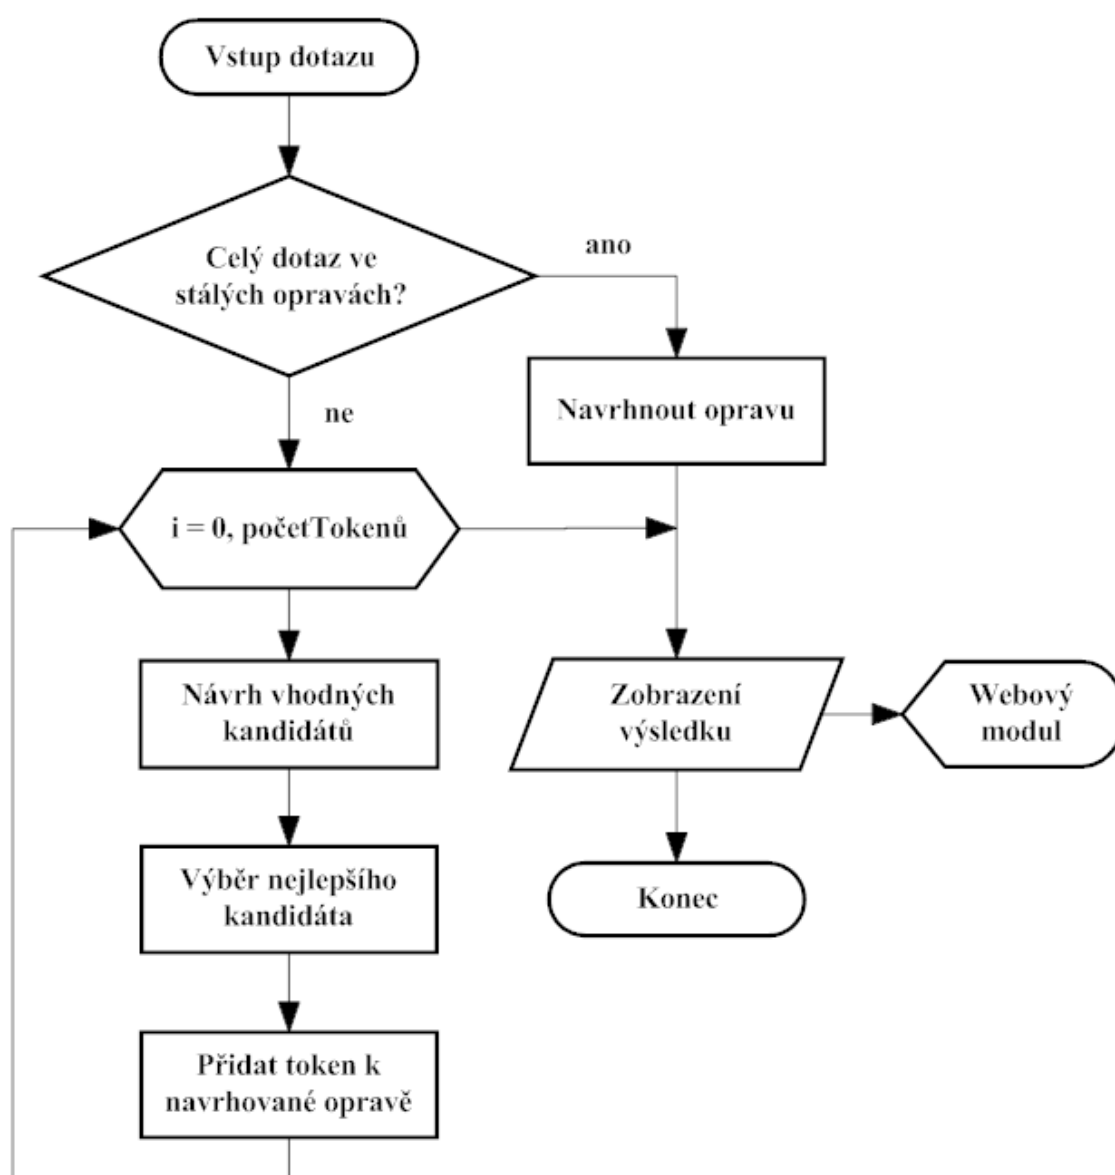 Vstup dotazu
Celý dotaz ve
stálých opravách?
ano
ne
Navrhnout opravu
i = 0, početTokenů
Návrh vhodných
kandidátů
Zobrazení
výsledku
Webový
modul
Výběr nejlepšího
kandidáta
Konec
Přidat token k
navrhované opravě